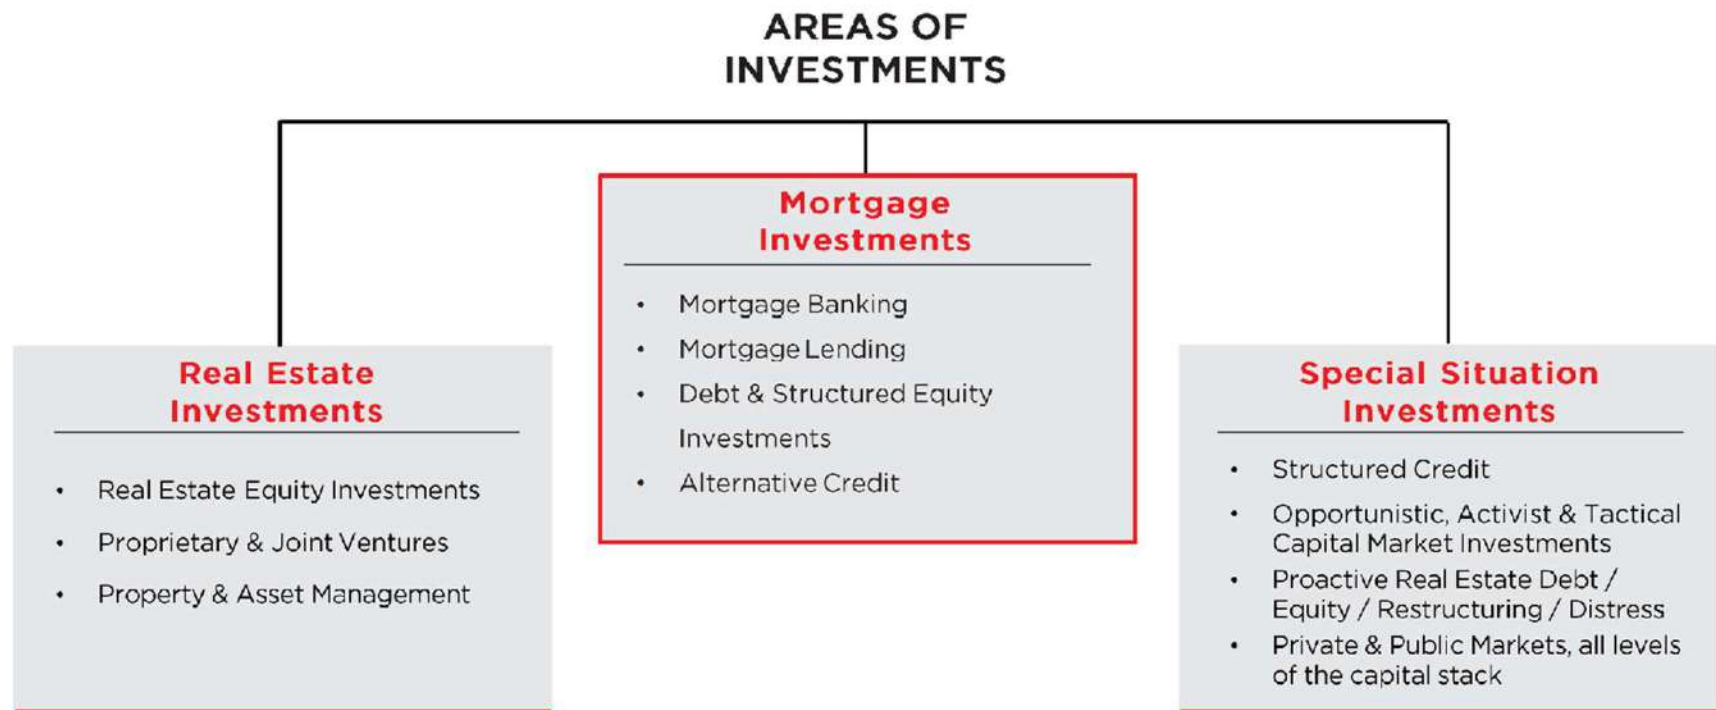 AREAS OF
INVESTMENTS
Mortgage
Investments
• Mortgage Banking
• Mortgage Lending
• Debt & Structured Equity
Investments
• Alternative Credit
Real Estate
Investments
• Real Estate Equity Investments
• Proprietary & Joint Ventures
• Property & Asset Management
Special Situation
Investments
• Structured Credit
• Opportunistic, Activist & Tactical
Capital Market Investments
• Proactive Real Estate Debt /
Equity / Restructuring / Distress
• Private & Public Markets, all levels
of the capital stack